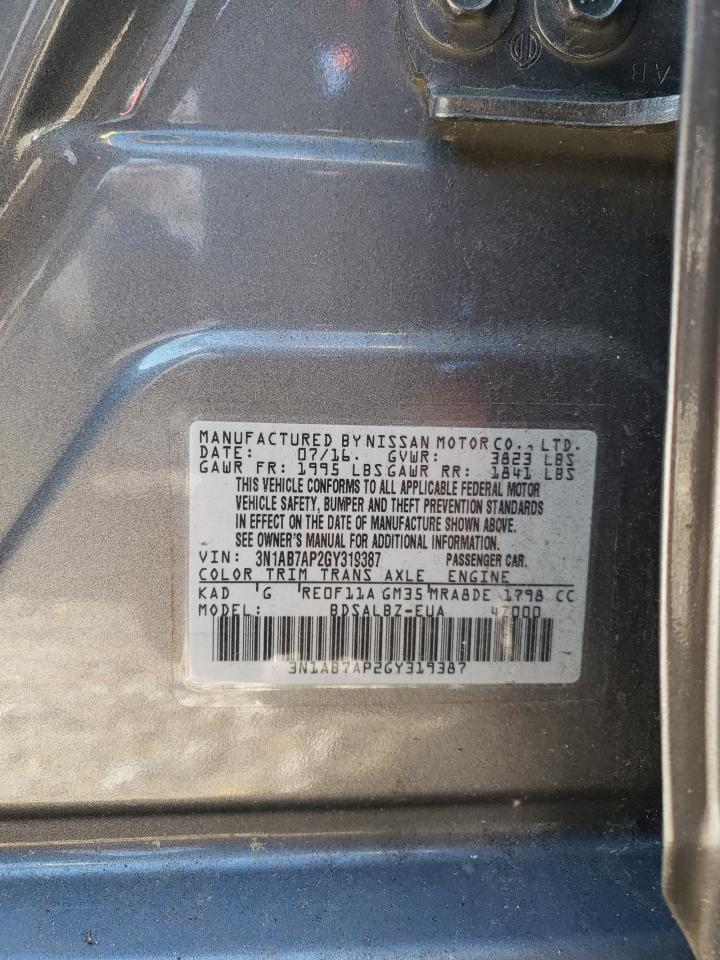 AB
MANUFACTURED BY NISSAN MOTOR CO., LTD.
DATE: 07/16. GVWR: 3823 LBS
GAWR FR: 1995 LBS GAWR RR: 1841 LBS
THIS VEHICLE CONFORMS TO ALL APPLICABLE FEDERAL MOTOR
VEHICLE SAFETY, BUMPER AND THEFT PREVENTION STANDARDS
IN EFFECT ON THE DATE OF MANUFACTURE SHOWN ABOVE.
SEE OWNER'S MANUAL FOR ADDITIONAL INFORMATION.
VIN: 3N1AB7AP2GY319387 PASSENGER CAR.
COLOR TRIM TRANS AXLE ENGINE
KAD G RE0F11A GM35 MRA8DE 1798 CC
MODEL: BDSALBZ-EUA 4Z000
3N1AB7AP2GY319387